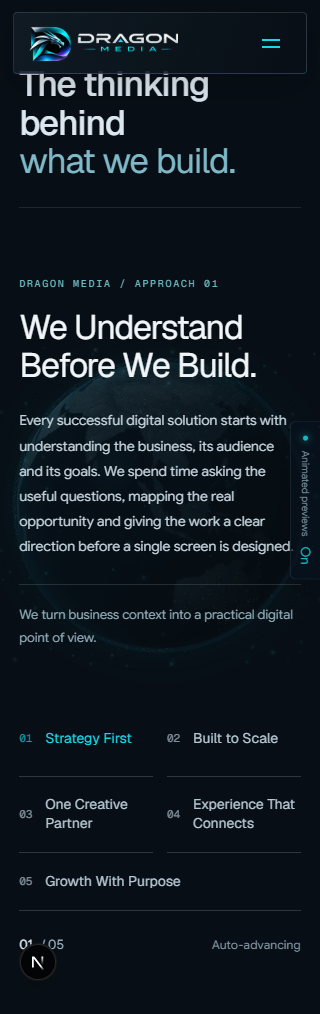 DRAGON
MEDIA
The thinking
behind
what we build.
DRAGON MEDIA / APPROACH 01
We Understand
Before We Build.
Every successful digital solution starts with
understanding the business, its audience
and its goals. We spend time asking the
useful questions, mapping the real
opportunity and giving the work a clear
direction before a single screen is designed.
Animated previews On
We turn business context into a practical digital
point of view.
01 Strategy First
02 Built to Scale
03 One Creative
Partner
04 Experience That
Connects
05 Growth With Purpose
01 / 05
Auto-advancing
N